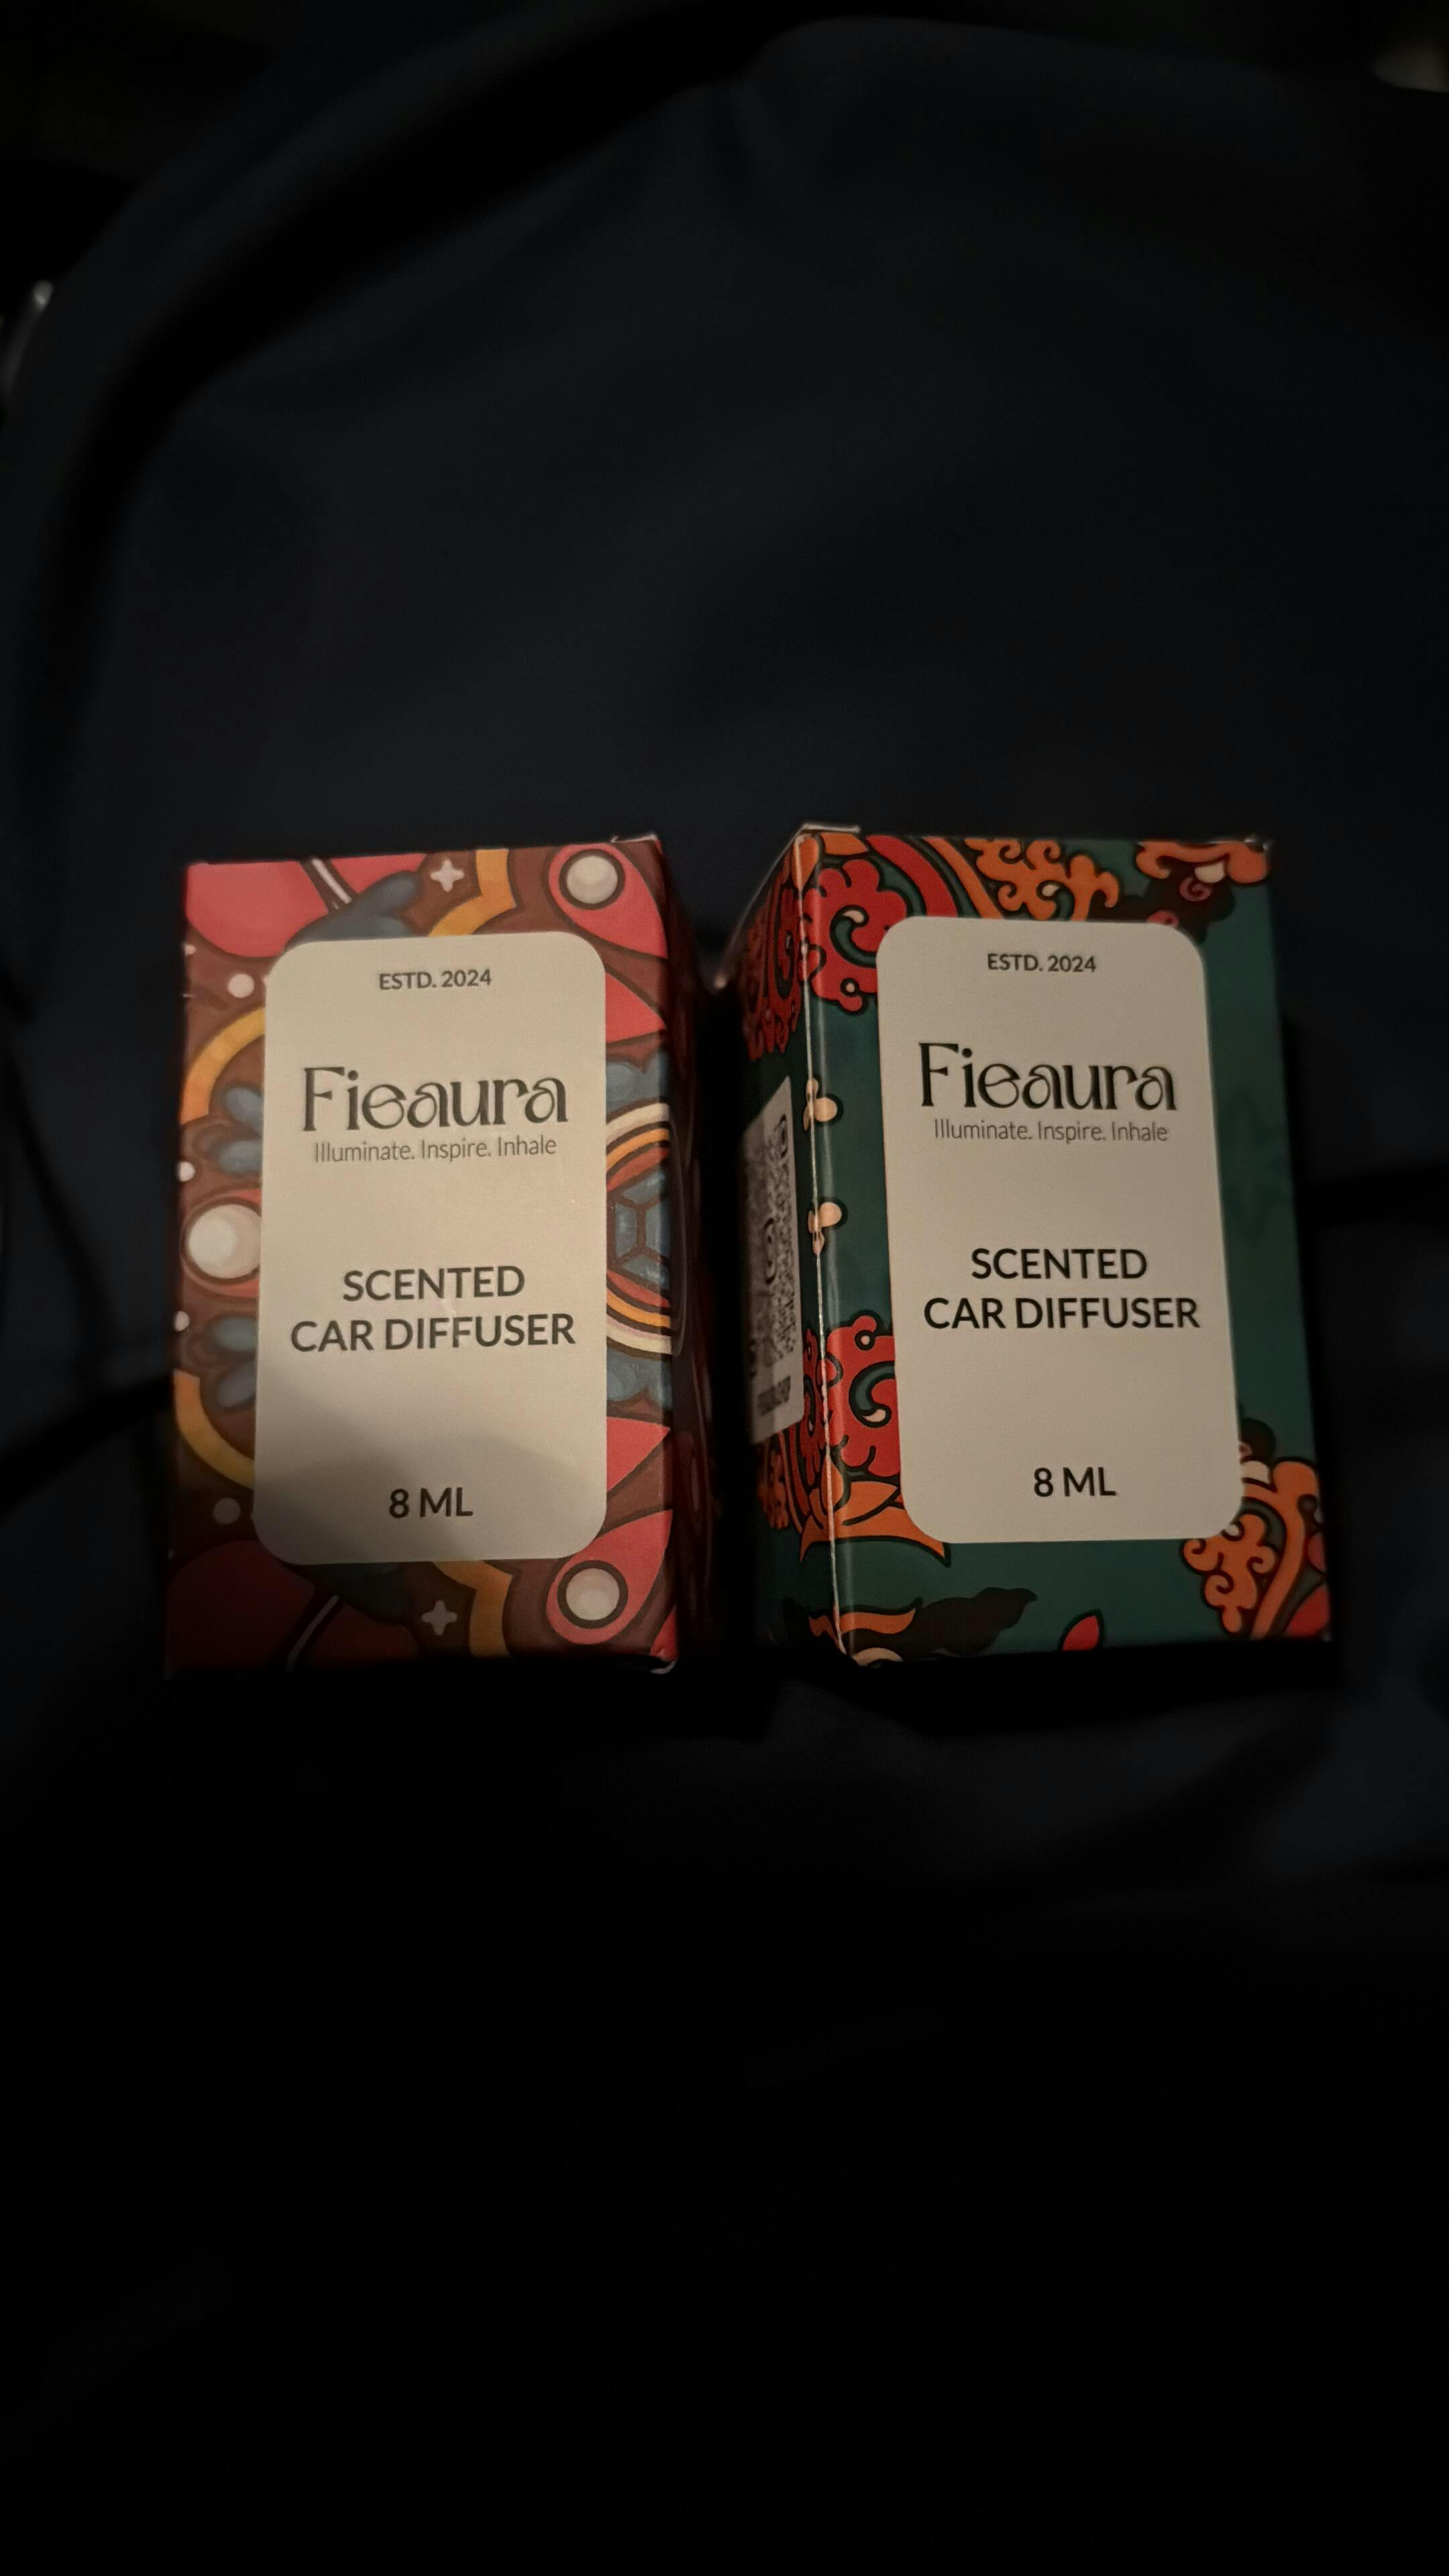 ESTD. 2024
Fieaura
Illuminate. Inspire. Inhale
SCENTED
CAR DIFFUSER
8 ML
ESTD. 2024
Fieaura
Illuminate. Inspire. Inhale
SCENTED
CAR DIFFUSER
8 ML